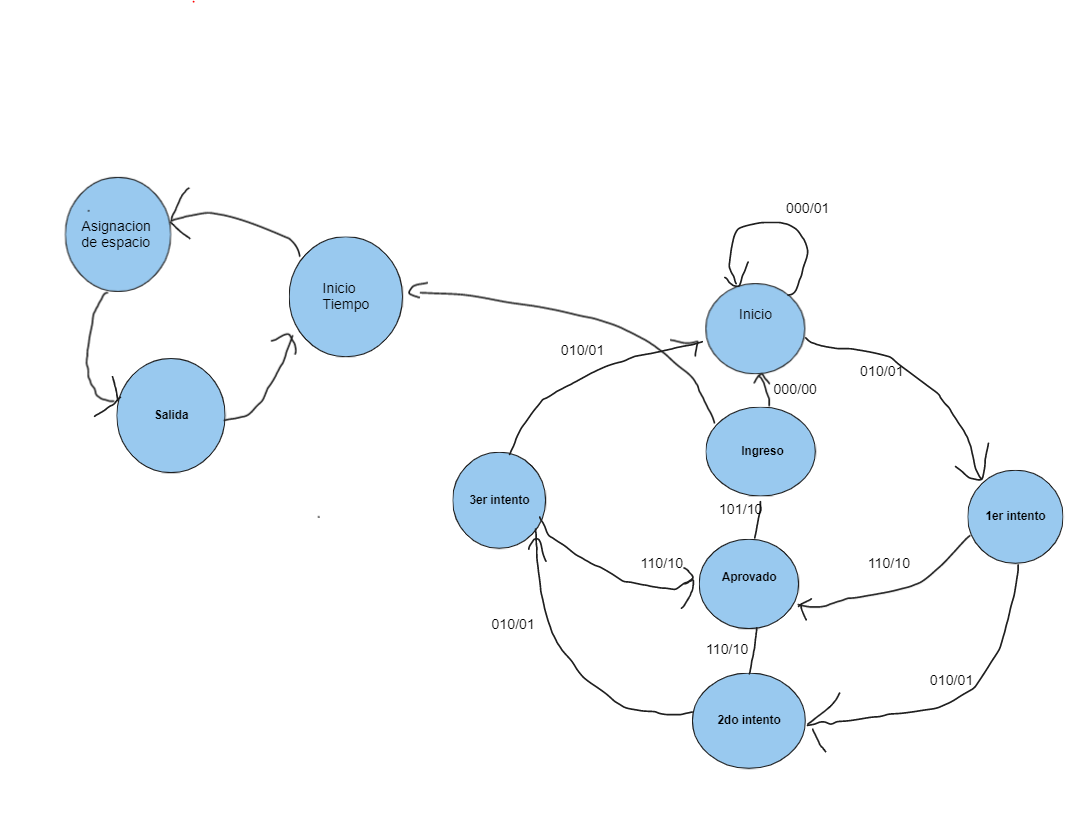 000/01
Asignacion
de espacio
Inicio
Tiempo
Inicio
010/01
010/01
000/00
Salida
Ingreso
3er intento
101/10
1er intento
110/10
Aprovado
110/10
010/01
110/10
010/01
2do intento